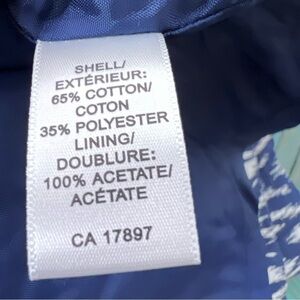 SHELL/
EXTÉRIEUR:
65% COTTON/
COTON
35% POLYESTER
LINING/
DOUBLURE:
100% ACETATE/
ACÉTATE
CA 17897